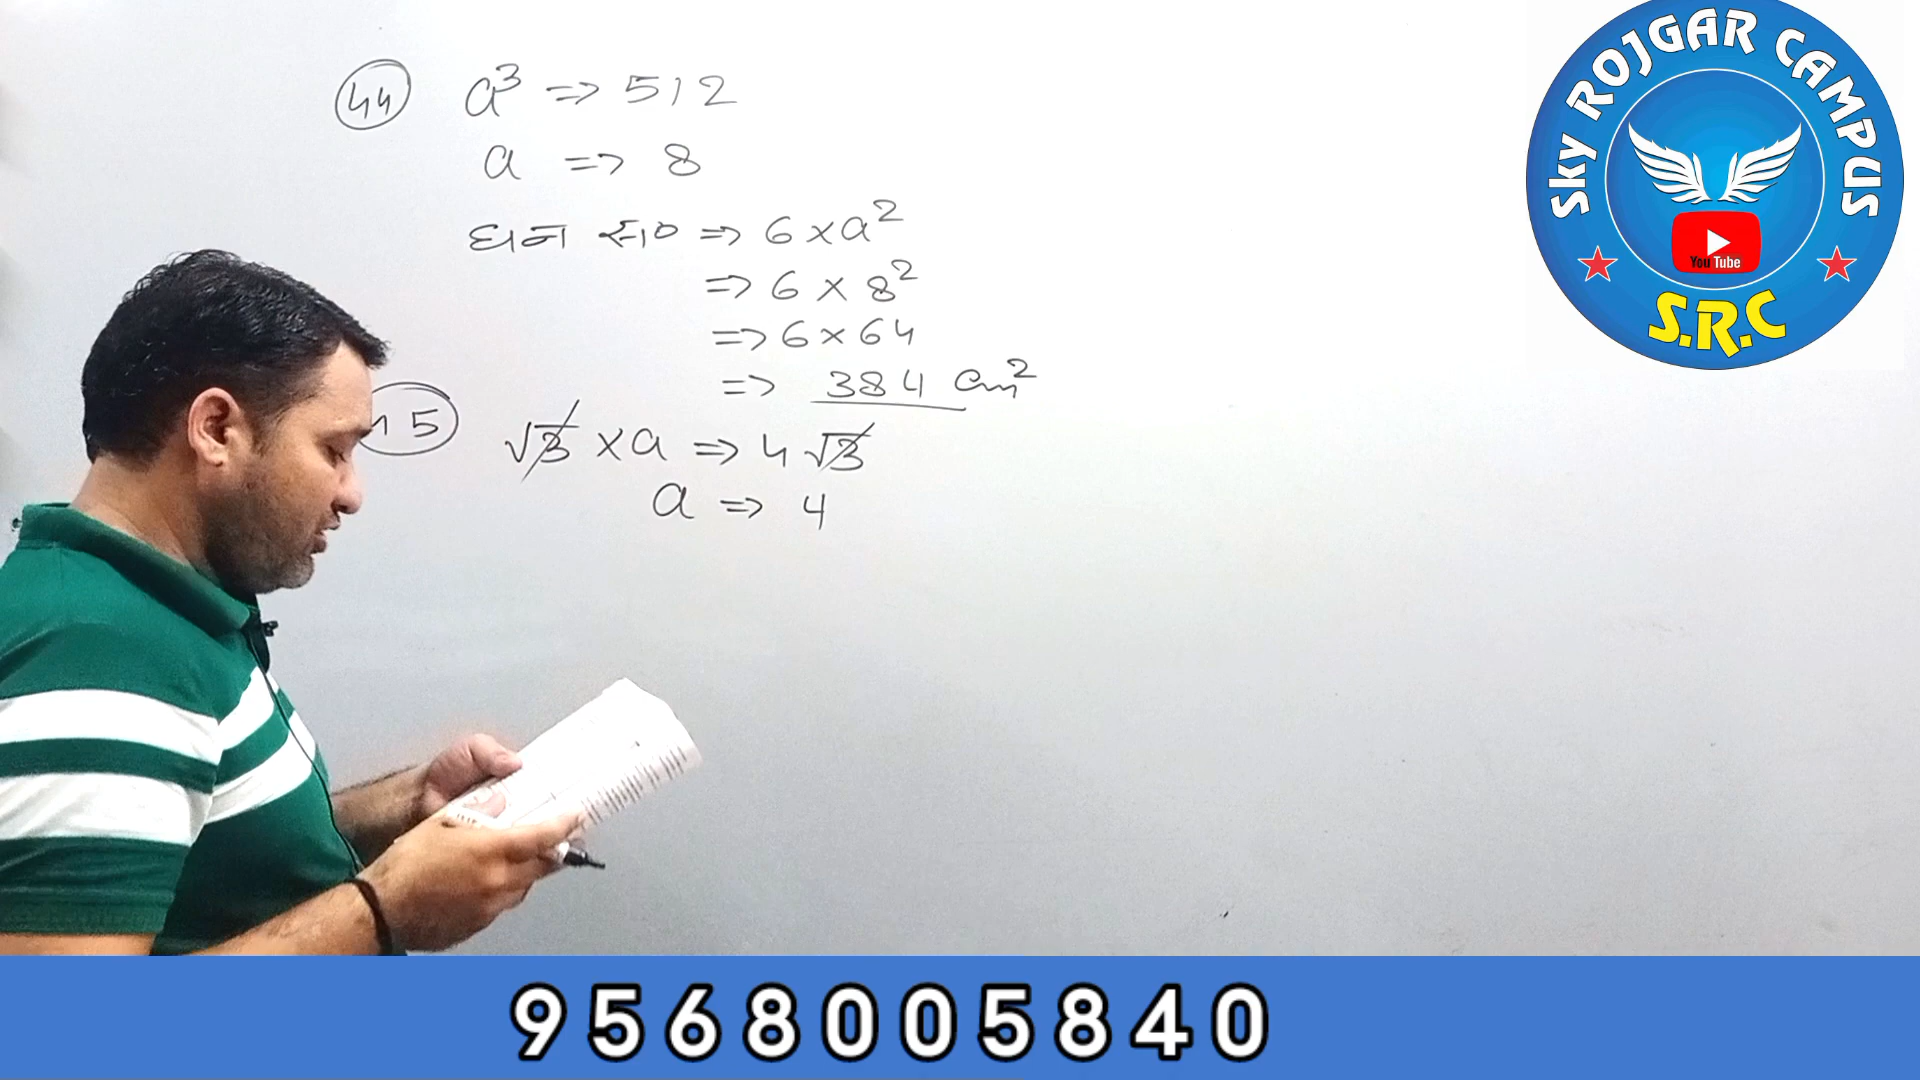 44 a³ => 512
a => 8
घन सा० => 6 × a²
=> 6 × 8²
=> 6 × 64
=> 384 cm²
√3 × a => 4 √3
a => 4
Sky ROJGAR CAMPUS
You Tube
S.R.C
9568005840